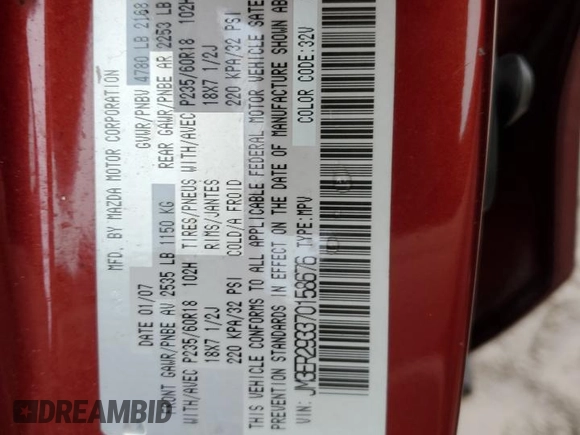 MFD. BY MAZDA MOTOR CORPORATION
DATE 01/07 GVWR/PNBV 4780 LB 2168
FRONT GAWR/PNBE AV 2535 LB 1150 KG REAR GAWR/PNBE AR 2253 LB
WITH/AVEC P235/60R18 102H TIRES/PNEUS WITH/AVEC P235/60R18 102H
18X7 1/2J RIMS/JANTES 18X7 1/2J
220 KPA/32 PSI COLD/A FROID 220 KPA/32 PSI
THIS VEHICLE CONFORMS TO ALL APPLICABLE FEDERAL MOTOR VEHICLE SAFE
PREVENTION STANDARDS IN EFFECT ON THE DATE OF MANUFACTURE SHOWN AB
VIN: JM3ER293370158676 TYPE: MPV COLOR CODE: 32V
DREAMBID